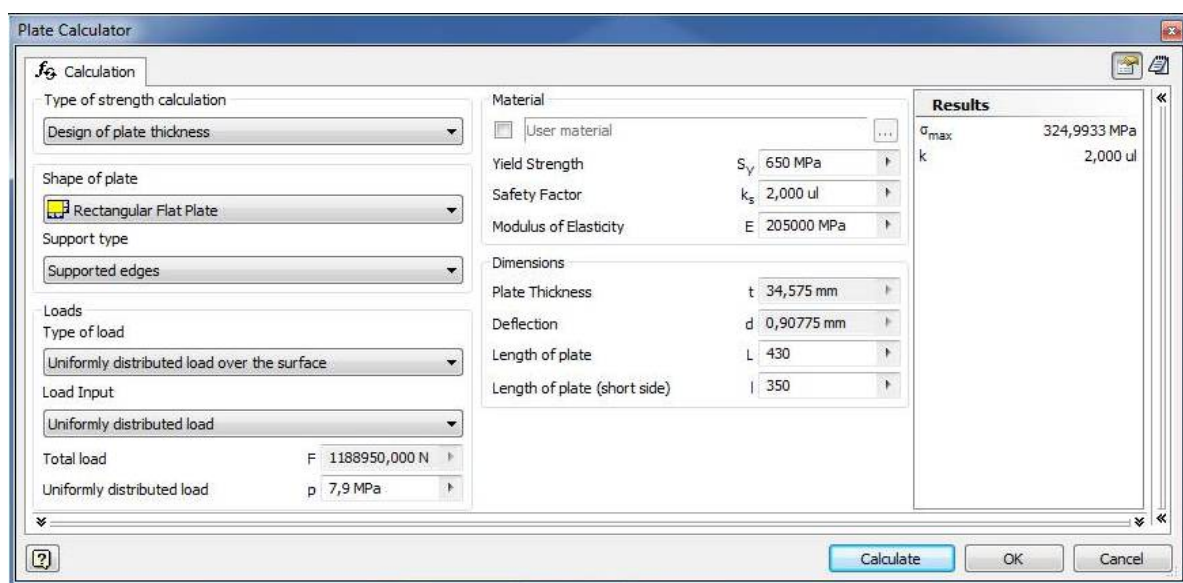 Plate Calculator
Calculation
Type of strength calculation
Design of plate thickness
Shape of plate
Rectangular Flat Plate
Support type
Supported edges
Loads
Type of load
Uniformly distributed load over the surface
Load Input
Uniformly distributed load
Total load F 1188950,000 N
Uniformly distributed load p 7,9 MPa
Material
User material ...
Yield Strength Sy 650 MPa
Safety Factor ks 2,000 ul
Modulus of Elasticity E 205000 MPa
Dimensions
Plate Thickness t 34,575 mm
Deflection d 0,90775 mm
Length of plate L 430
Length of plate (short side) l 350
Results
σmax 324,9933 MPa
k 2,000 ul
Calculate OK Cancel